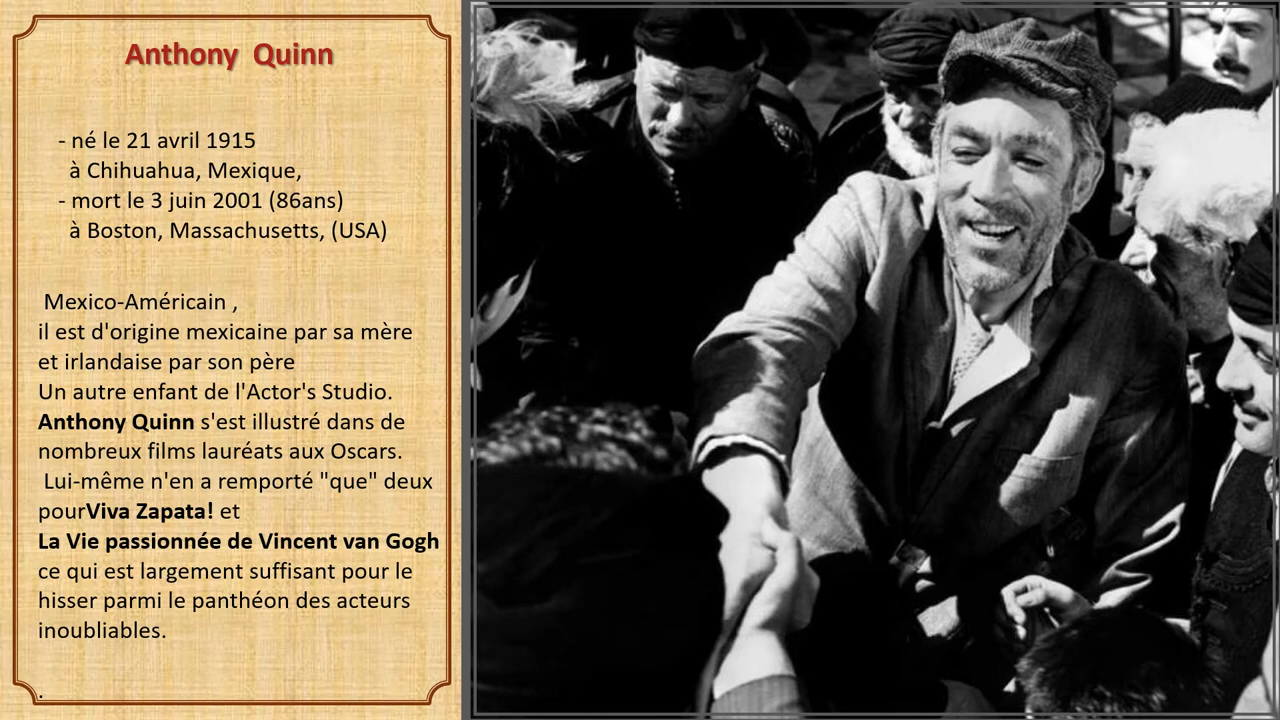 Anthony Quinn
- né le 21 avril 1915
à Chihuahua, Mexique,
- mort le 3 juin 2001 (86ans)
à Boston, Massachusetts, (USA)
Mexico-Américain ,
il est d'origine mexicaine par sa mère
et irlandaise par son père
Un autre enfant de l'Actor's Studio.
Anthony Quinn s'est illustré dans de
nombreux films lauréats aux Oscars.
Lui-même n'en a remporté "que" deux
pourViva Zapata! et
La Vie passionnée de Vincent van Gogh
ce qui est largement suffisant pour le
hisser parmi le panthéon des acteurs
inoubliables.
.